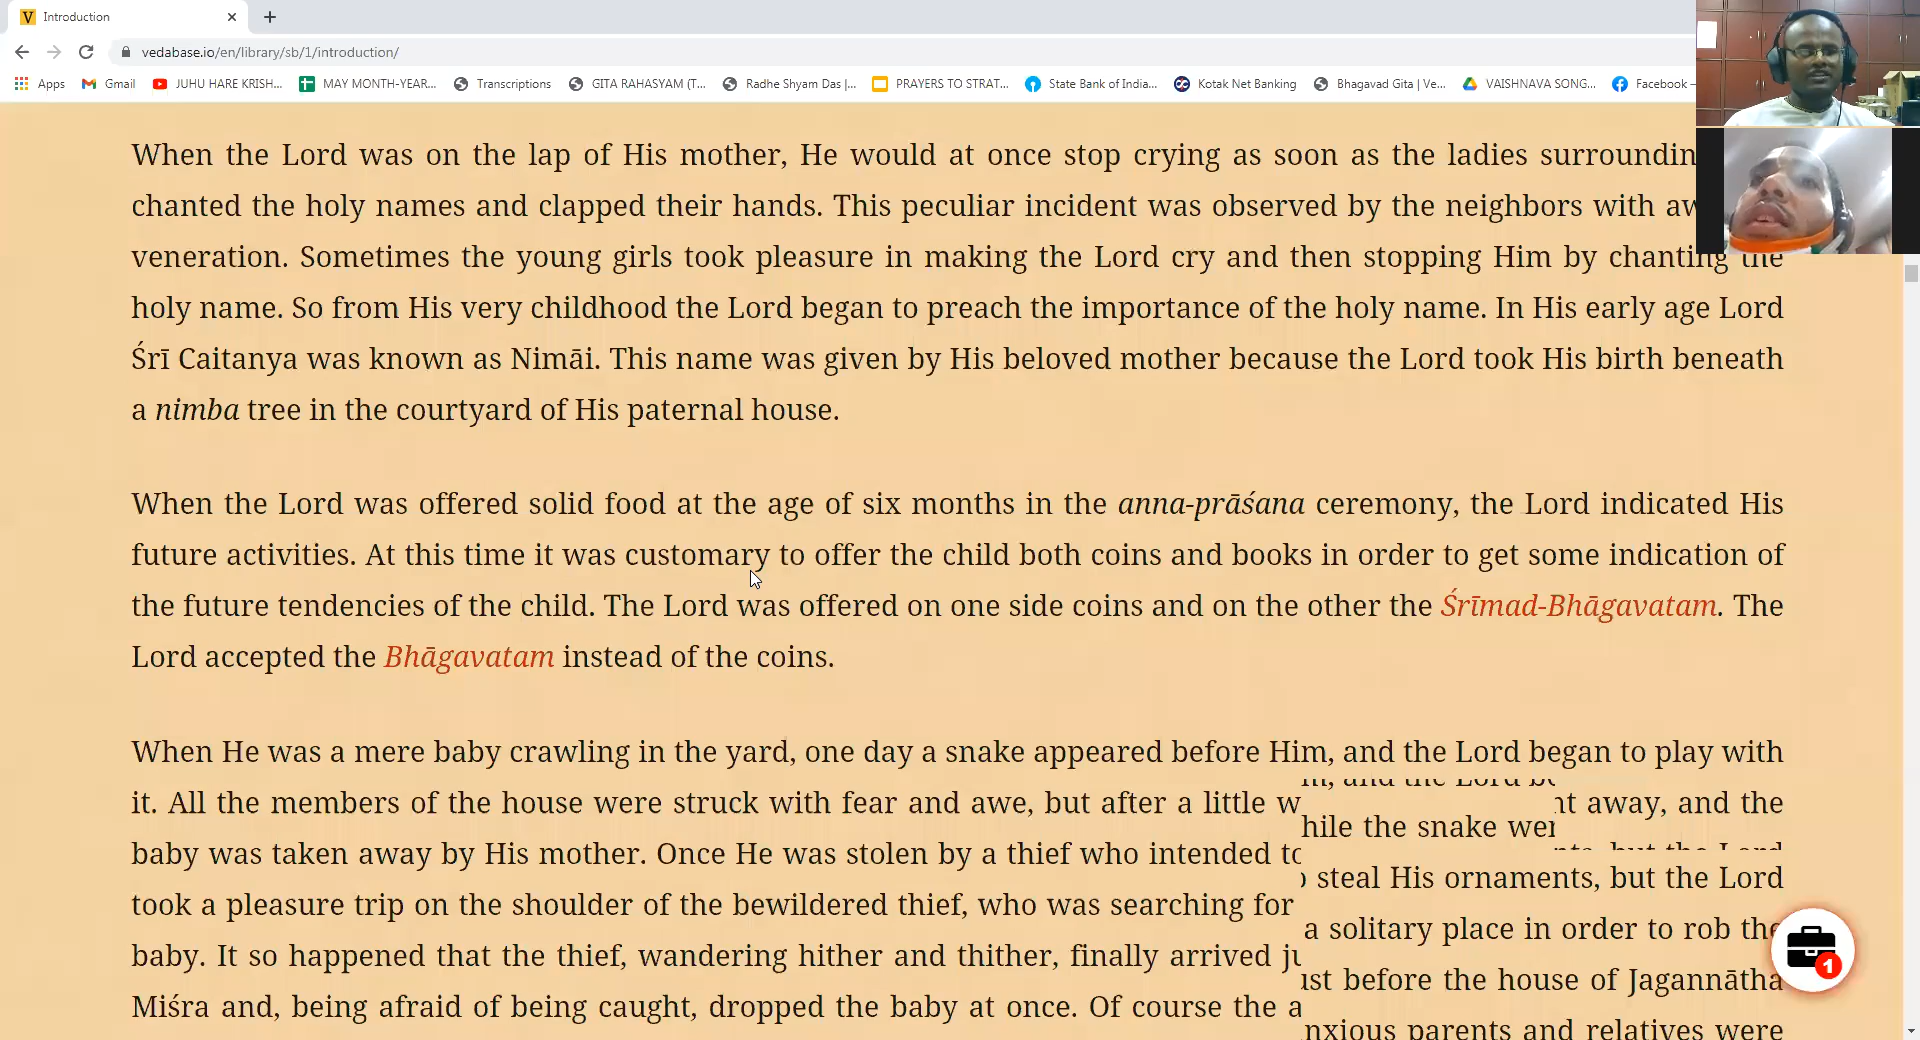 Introduction
vedabase.io/en/library/sb/1/introduction/
Apps Gmail JUHU HARE KRISH... MAY MONTH-YEAR... Transcriptions GITA RAHASYAM (T... Radhe Shyam Das |... PRAYERS TO STRAT... State Bank of India... Kotak Net Banking Bhagavad Gita | Ve... VAISHNAVA SONG... Facebook –
When the Lord was on the lap of His mother, He would at once stop crying as soon as the ladies surroundin
chanted the holy names and clapped their hands. This peculiar incident was observed by the neighbors with
veneration. Sometimes the young girls took pleasure in making the Lord cry and then stopping Him by chanting the
holy name. So from His very childhood the Lord began to preach the importance of the holy name. In His early age Lord
Śrī Caitanya was known as Nimāi. This name was given by His beloved mother because the Lord took His birth beneath
a nimba tree in the courtyard of His paternal house.
When the Lord was offered solid food at the age of six months in the anna-prāśana ceremony, the Lord indicated His
future activities. At this time it was customary to offer the child both coins and books in order to get some indication of
the future tendencies of the child. The Lord was offered on one side coins and on the other the Śrīmad-Bhāgavatam. The
Lord accepted the Bhāgavatam instead of the coins.
When He was a mere baby crawling in the yard, one day a snake appeared before Him, and the Lord began to play with
it. All the members of the house were struck with fear and awe, but after a little while the snake went away, and the
baby was taken away by His mother. Once He was stolen by a thief who intended to steal His ornaments, but the Lord
took a pleasure trip on the shoulder of the bewildered thief, who was searching for a solitary place in order to rob the
baby. It so happened that the thief, wandering hither and thither, finally arrived just before the house of Jagannātha
Miśra and, being afraid of being caught, dropped the baby at once. Of course the anxious parents and relatives were
1